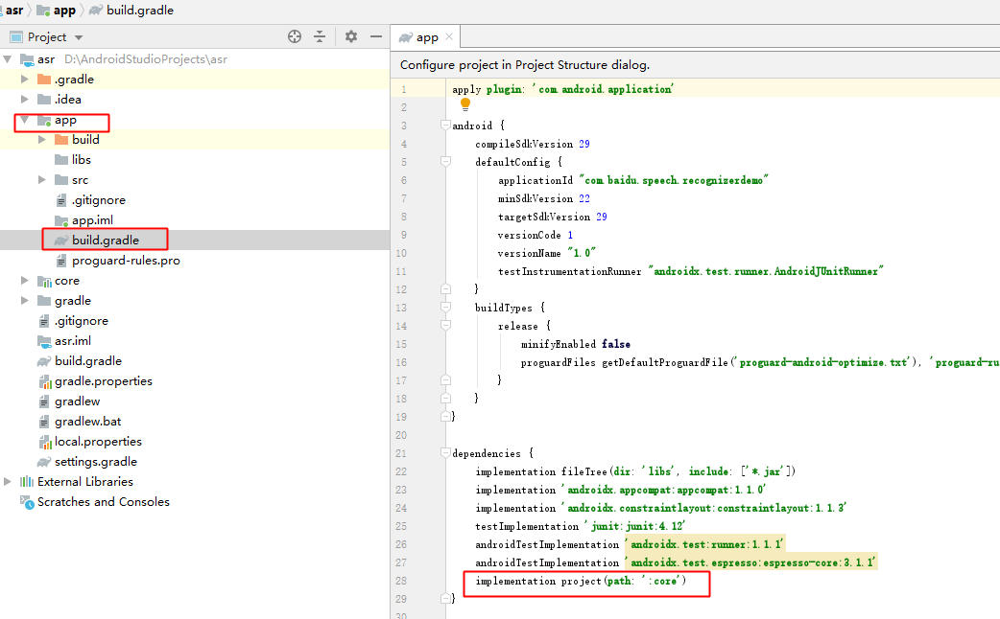 asr app build.gradle
Project
app
Configure project in Project Structure dialog.
asr D:\AndroidStudioProjects\asr
.gradle
.idea
app
build
libs
src
.gitignore
app.iml
build.gradle
proguard-rules.pro
core
gradle
.gitignore
asr.iml
build.gradle
gradle.properties
gradlew
gradlew.bat
local.properties
settings.gradle
External Libraries
Scratches and Consoles
1 apply plugin: 'com.android.application'
2
3 android {
4 compileSdkVersion 29
5 defaultConfig {
6 applicationId "com.baidu.speech.recognizerdemo"
7 minSdkVersion 22
8 targetSdkVersion 29
9 versionCode 1
10 versionName "1.0"
11 testInstrumentationRunner "androidx.test.runner.AndroidJUnitRunner"
12 }
13 buildTypes {
14 release {
15 minifyEnabled false
16 proguardFiles getDefaultProguardFile('proguard-android-optimize.txt'), 'proguard-ru
17 }
18 }
19 }
20
21 dependencies {
22 implementation fileTree(dir: 'libs', include: ['*.jar'])
23 implementation 'androidx.appcompat:appcompat:1.1.0'
24 implementation 'androidx.constraintlayout:constraintlayout:1.1.3'
25 testImplementation 'junit:junit:4.12'
26 androidTestImplementation 'androidx.test:runner:1.1.1'
27 androidTestImplementation 'androidx.test.espresso:espresso-core:3.1.1'
28 implementation project(path: ':core')
29 }
30